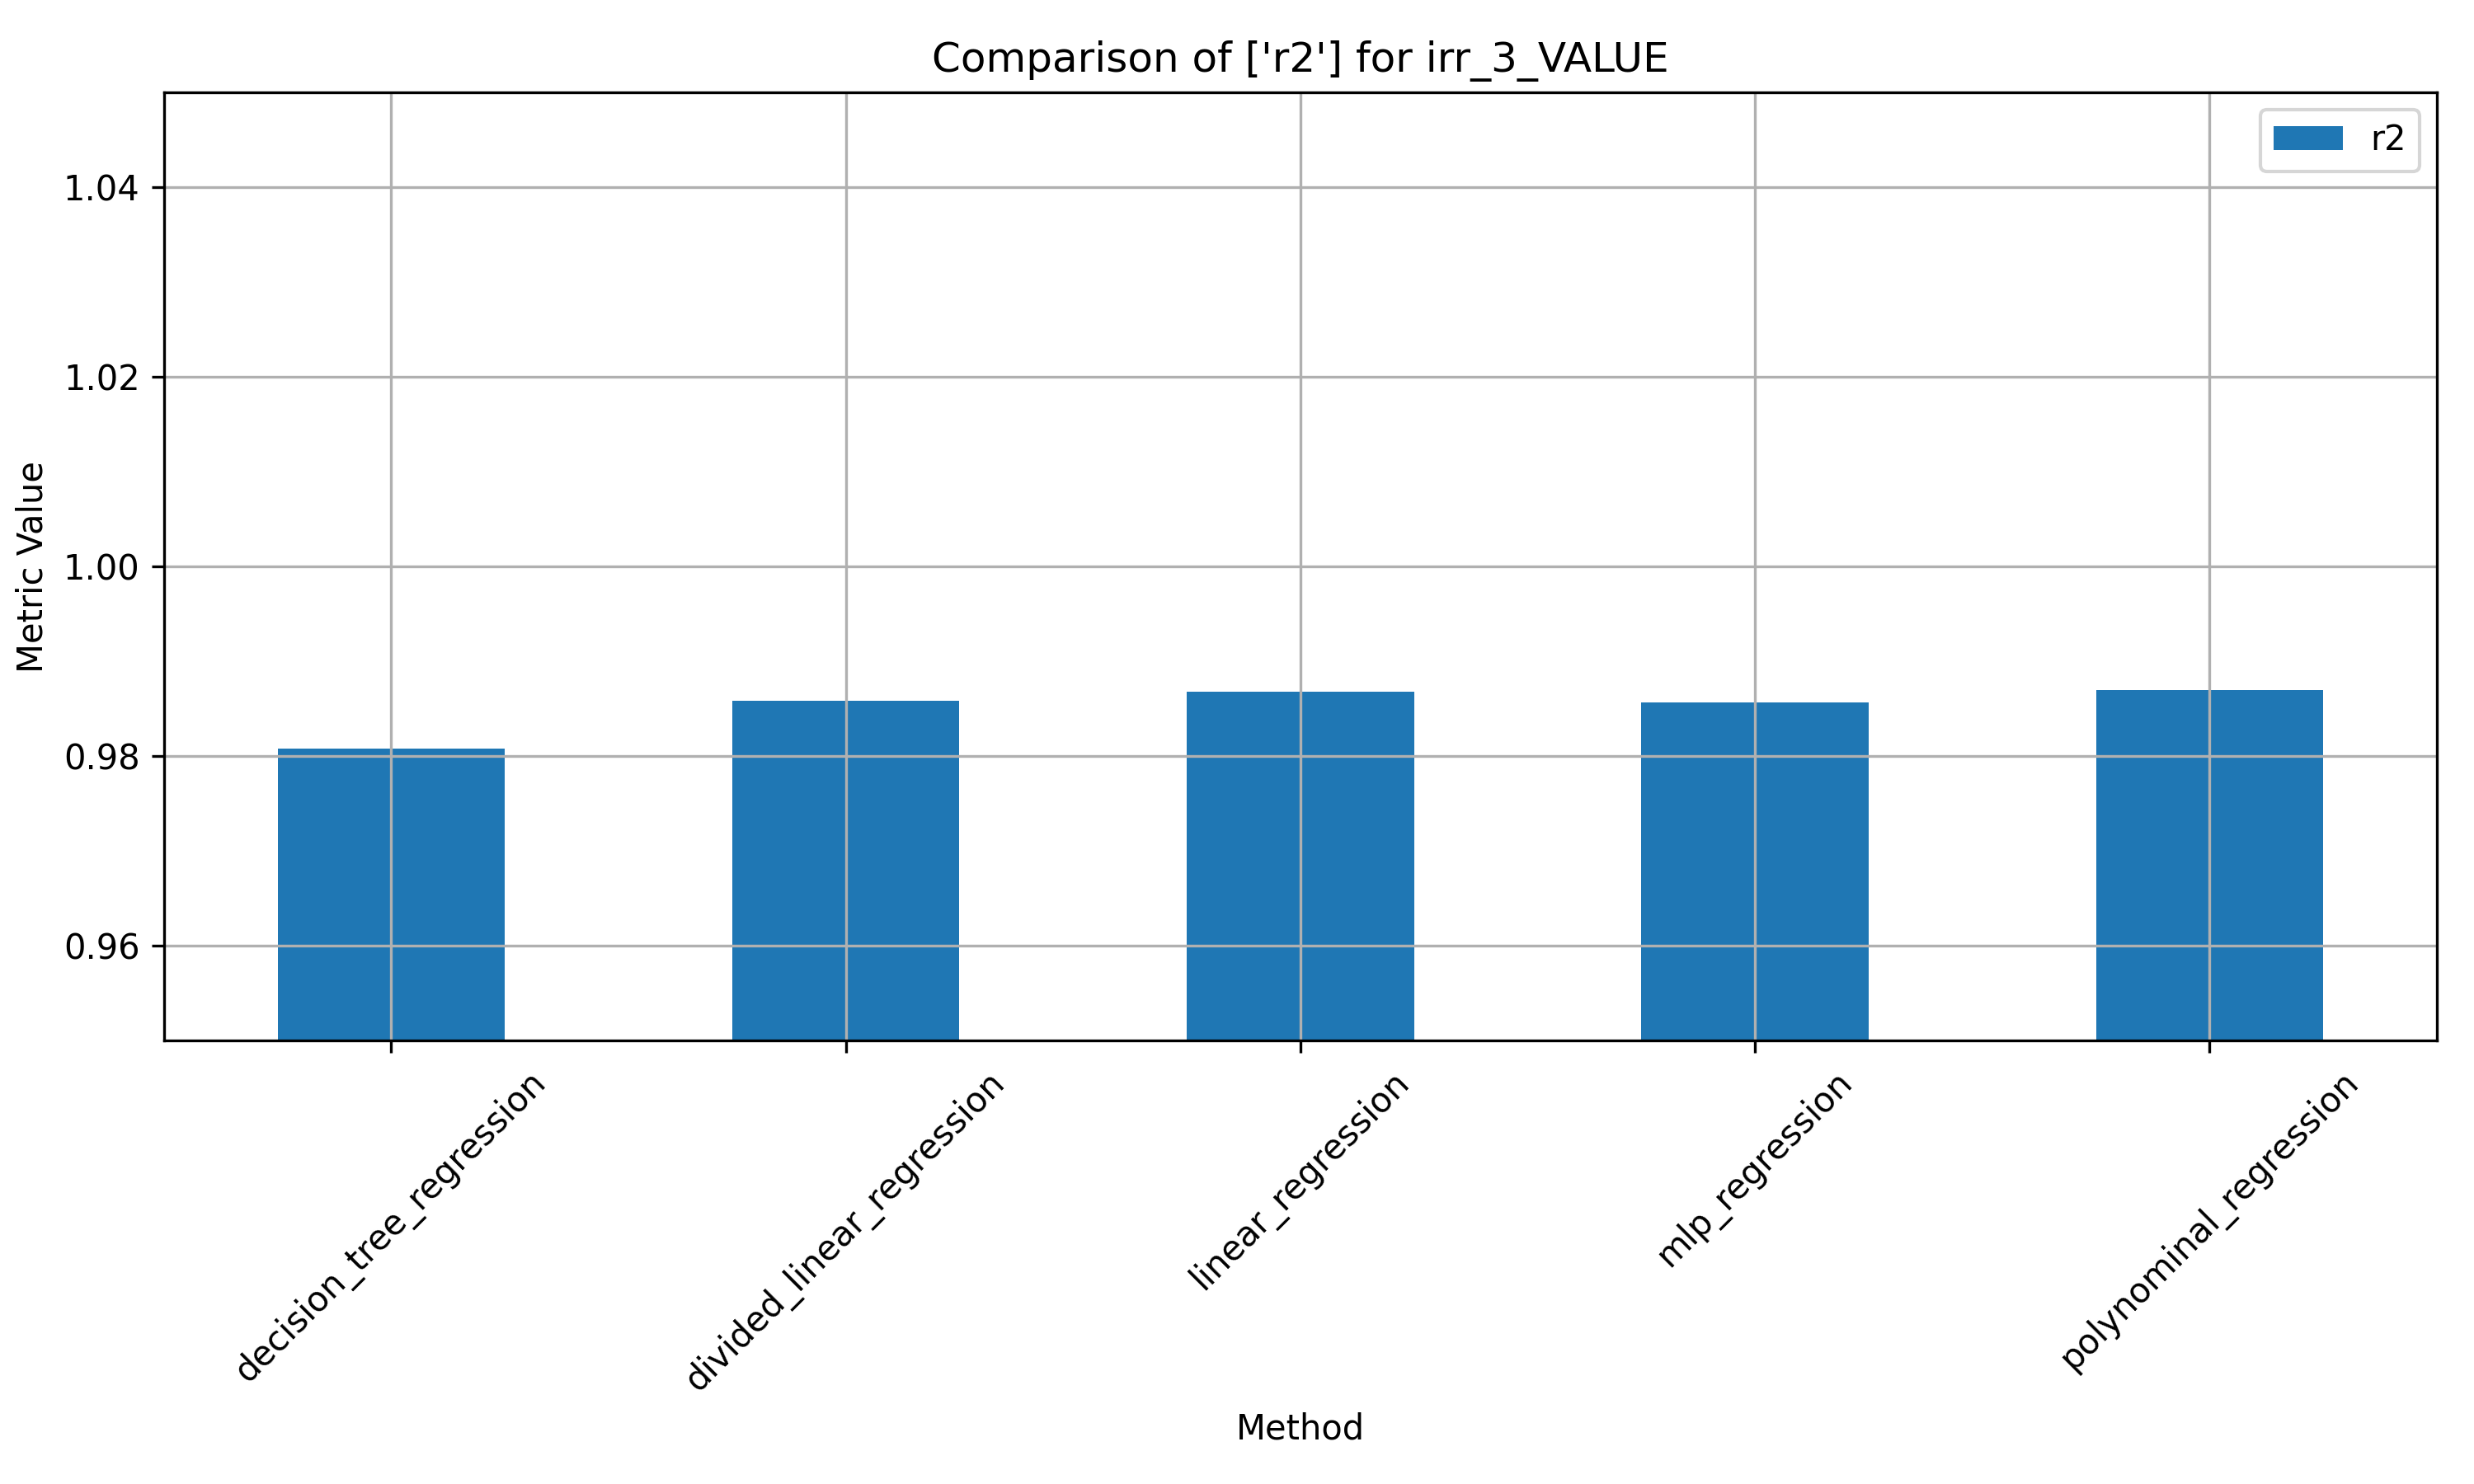 Comparison of ['r2'] for irr_3_VALUE
r2
1.04
1.02
1.00
0.98
0.96
Metric Value
decision_tree_regression
divided_linear_regression
linear_regression
mlp_regression
polynominal_regression
Method